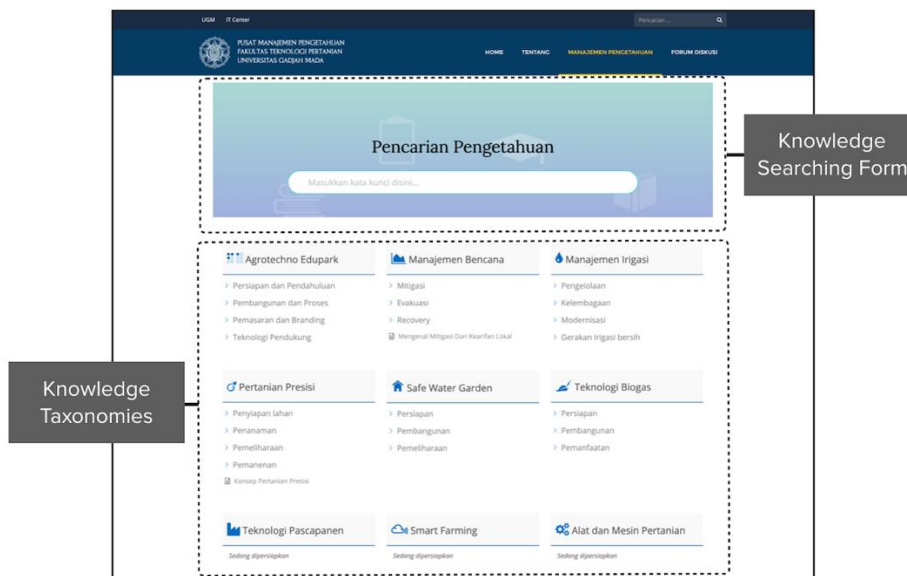 UGM IT Center
Pencarian ...
PUSAT MANAJEMEN PENGETAHUAN
FAKULTAS TEKNOLOGI PERTANIAN
UNIVERSITAS GADJAH MADA
HOME TENTANG MANAJEMEN PENGETAHUAN FORUM DISKUSI
Pencarian Pengetahuan
Masukkan kata kunci disini...
Knowledge
Searching Form
Knowledge
Taxonomies
Agrotechno Edupark
Persiapan dan Pendahuluan
Pembangunan dan Proses
Pemasaran dan Branding
Teknologi Pendukung
Manajemen Bencana
Mitigasi
Evakuasi
Recovery
Mengenal Mitigasi Dari Kearifan Lokal
Manajemen Irigasi
Pengelolaan
Kelembagaan
Modernisasi
Gerakan Irigasi bersih
Pertanian Presisi
Penyiapan lahan
Penanaman
Pemeliharaan
Pemanenan
Konsep Pertanian Presisi
Safe Water Garden
Persiapan
Pembangunan
Pemeliharaan
Teknologi Biogas
Persiapan
Pembangunan
Pemanfaatan
Teknologi Pascapanen
Sedang dipersiapkan
Smart Farming
Sedang dipersiapkan
Alat dan Mesin Pertanian
Sedang dipersiapkan